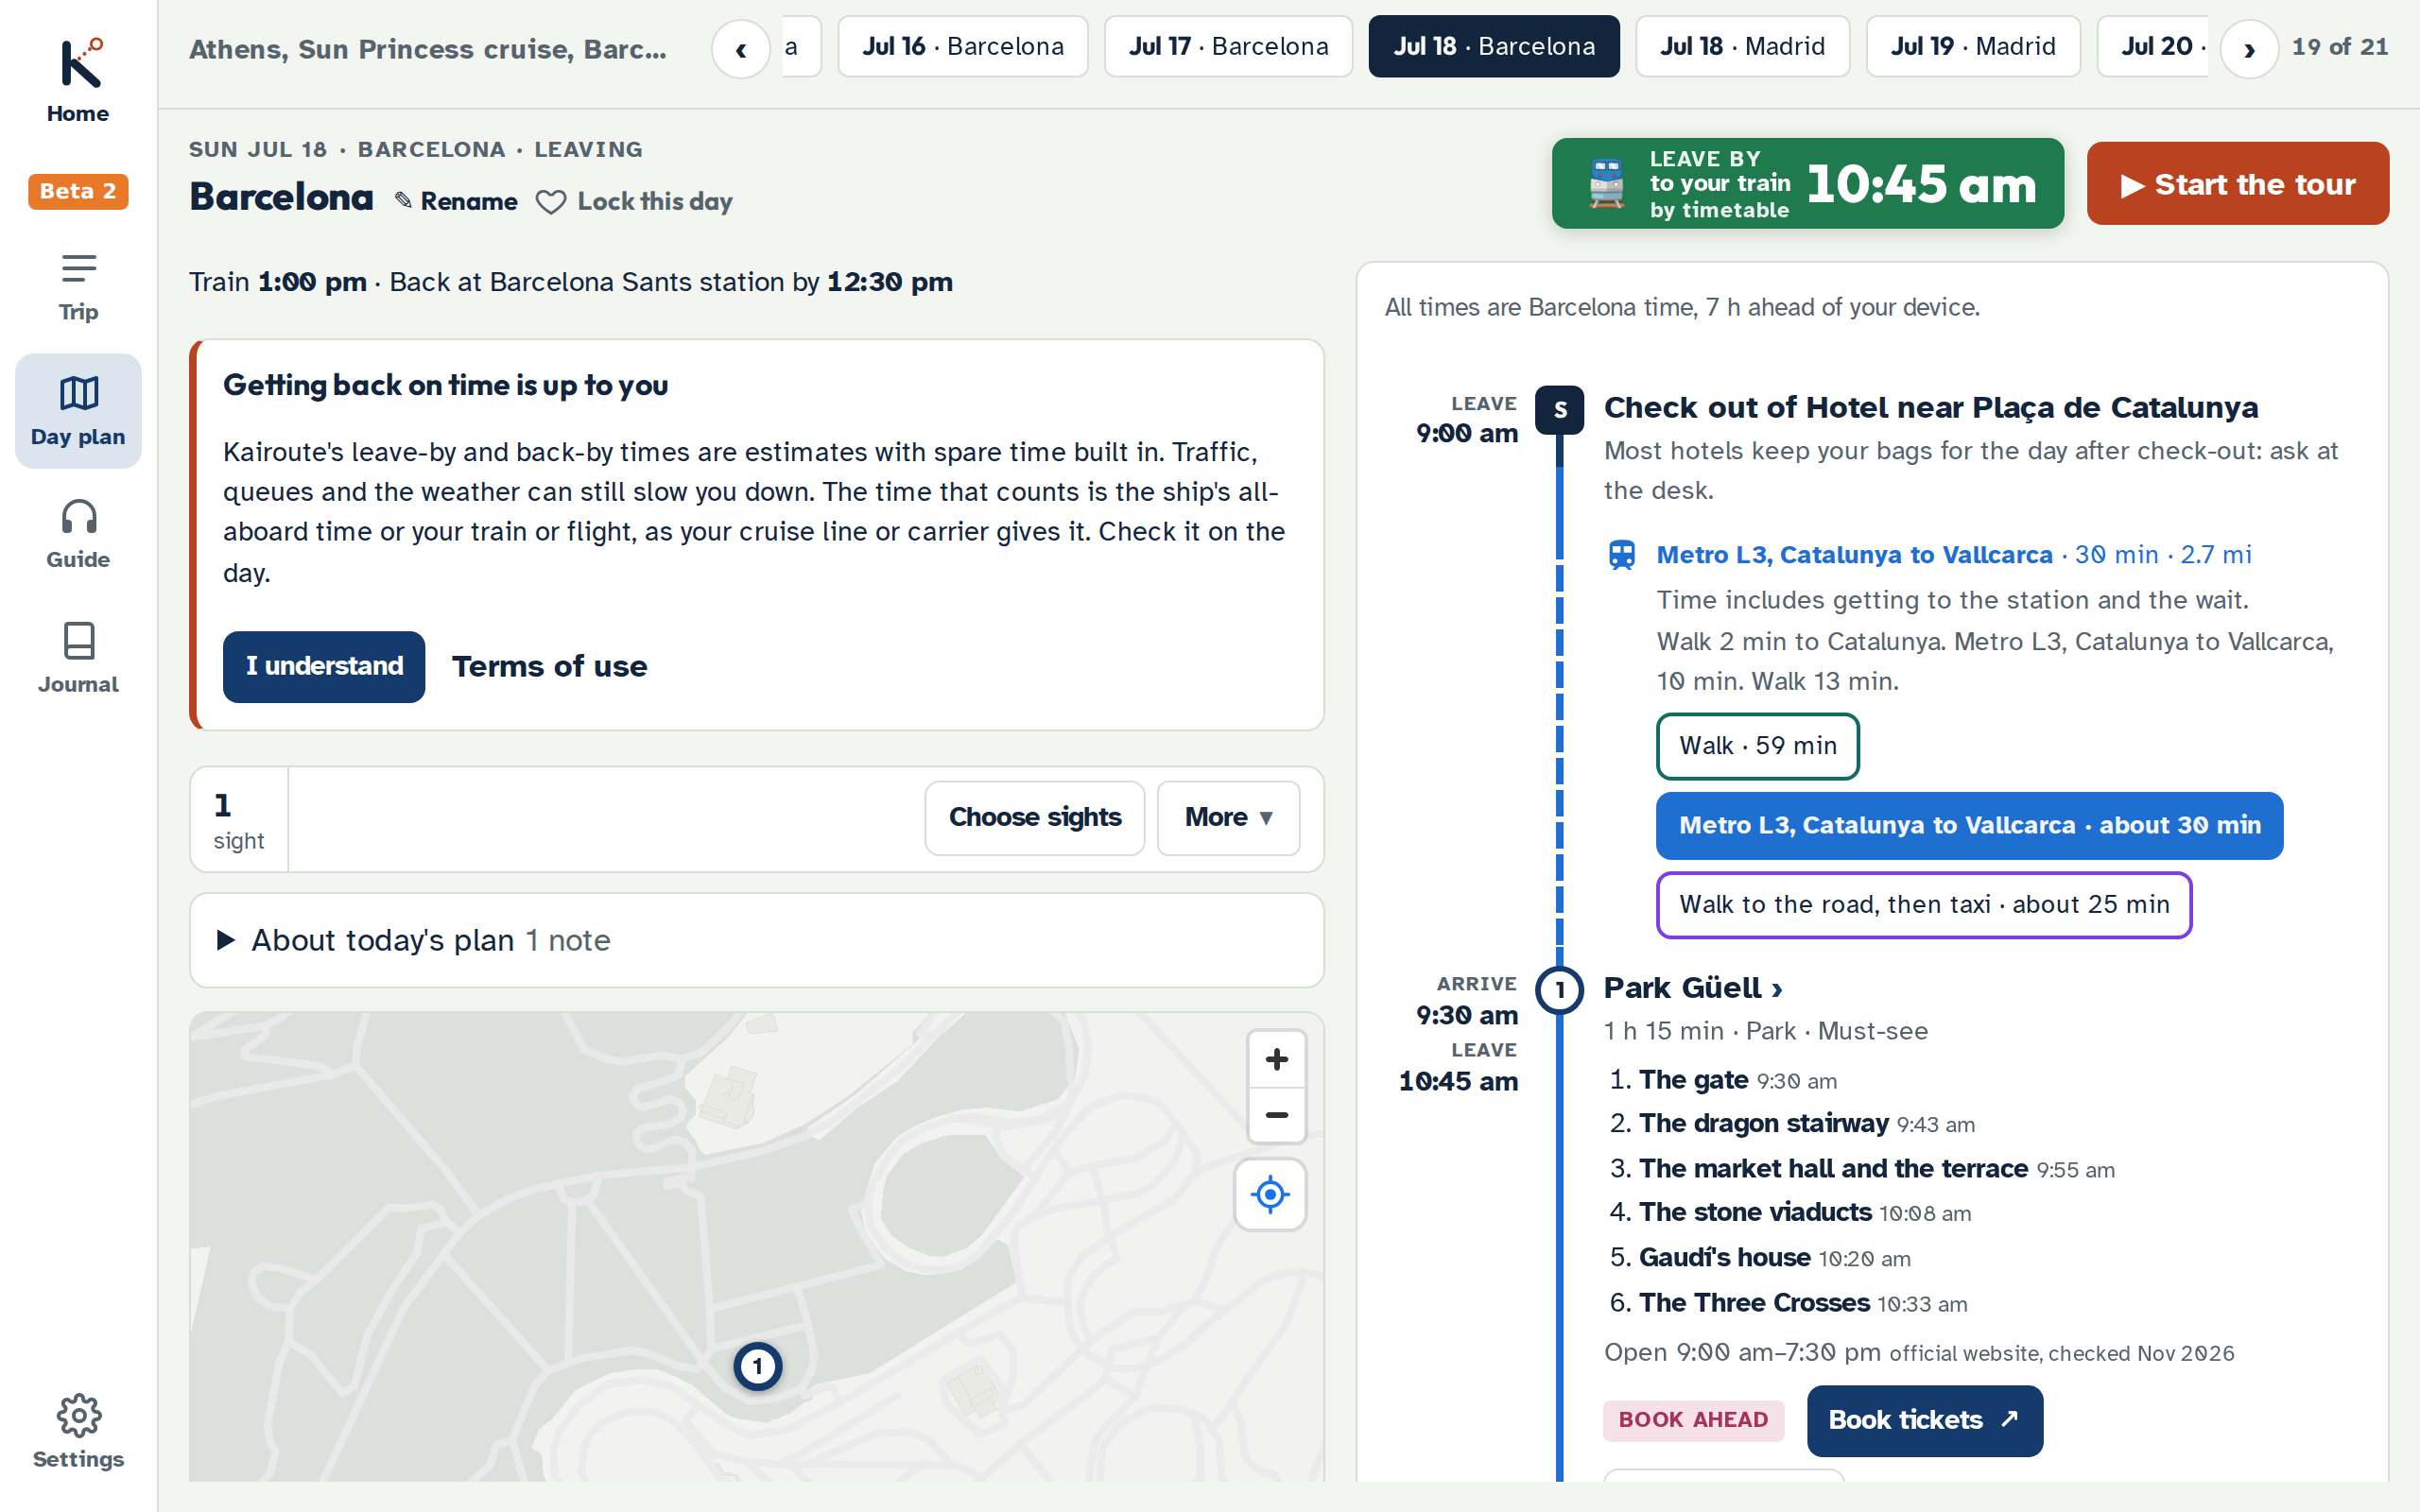 Home
Beta 2
Trip
Day plan
Guide
Journal
Settings
Athens, Sun Princess cruise, Barc…
‹
a
Jul 16 · Barcelona
Jul 17 · Barcelona
Jul 18 · Barcelona
Jul 18 · Madrid
Jul 19 · Madrid
Jul 20 ·
›
19 of 21
SUN JUL 18 · BARCELONA · LEAVING
Barcelona
✎ Rename
Lock this day
LEAVE BY
to your train
by timetable
10:45 am
▶ Start the tour
Train 1:00 pm · Back at Barcelona Sants station by 12:30 pm
Getting back on time is up to you
Kairoute's leave-by and back-by times are estimates with spare time built in. Traffic,
queues and the weather can still slow you down. The time that counts is the ship's all-
aboard time or your train or flight, as your cruise line or carrier gives it. Check it on the
day.
I understand
Terms of use
1
sight
Choose sights
More ▼
▶ About today's plan 1 note
+
−
1
All times are Barcelona time, 7 h ahead of your device.
LEAVE
9:00 am
S
Check out of Hotel near Plaça de Catalunya
Most hotels keep your bags for the day after check-out: ask at
the desk.
Metro L3, Catalunya to Vallcarca · 30 min · 2.7 mi
Time includes getting to the station and the wait.
Walk 2 min to Catalunya. Metro L3, Catalunya to Vallcarca,
10 min. Walk 13 min.
Walk · 59 min
Metro L3, Catalunya to Vallcarca · about 30 min
Walk to the road, then taxi · about 25 min
ARRIVE
9:30 am
LEAVE
10:45 am
1
Park Güell ›
1 h 15 min · Park · Must-see
1. The gate 9:30 am
2. The dragon stairway 9:43 am
3. The market hall and the terrace 9:55 am
4. The stone viaducts 10:08 am
5. Gaudí's house 10:20 am
6. The Three Crosses 10:33 am
Open 9:00 am–7:30 pm official website, checked Nov 2026
BOOK AHEAD
Book tickets ↗